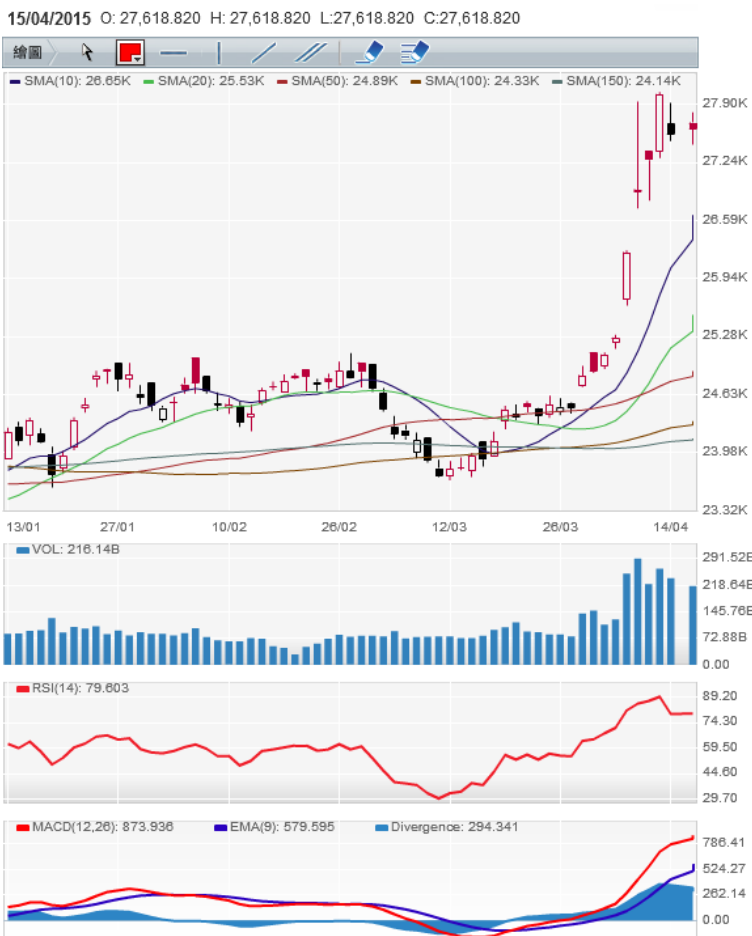 15/04/2015 O: 27,618.820 H: 27,618.820 L:27,618.820 C:27,618.820
繪圖
SMA(10): 26.65K SMA(20): 25.53K SMA(50): 24.89K SMA(100): 24.33K SMA(150): 24.14K
27.90K
27.24K
26.59K
25.94K
25.28K
24.63K
23.98K
23.32K
13/01 27/01 10/02 26/02 12/03 26/03 14/04
VOL: 216.14B
291.52B
218.64B
145.76B
72.88B
0.00
RSI(14): 79.603
89.20
74.30
59.50
44.60
29.70
MACD(12,26): 873.936 EMA(9): 579.595 Divergence: 294.341
786.41
524.27
262.14
0.00